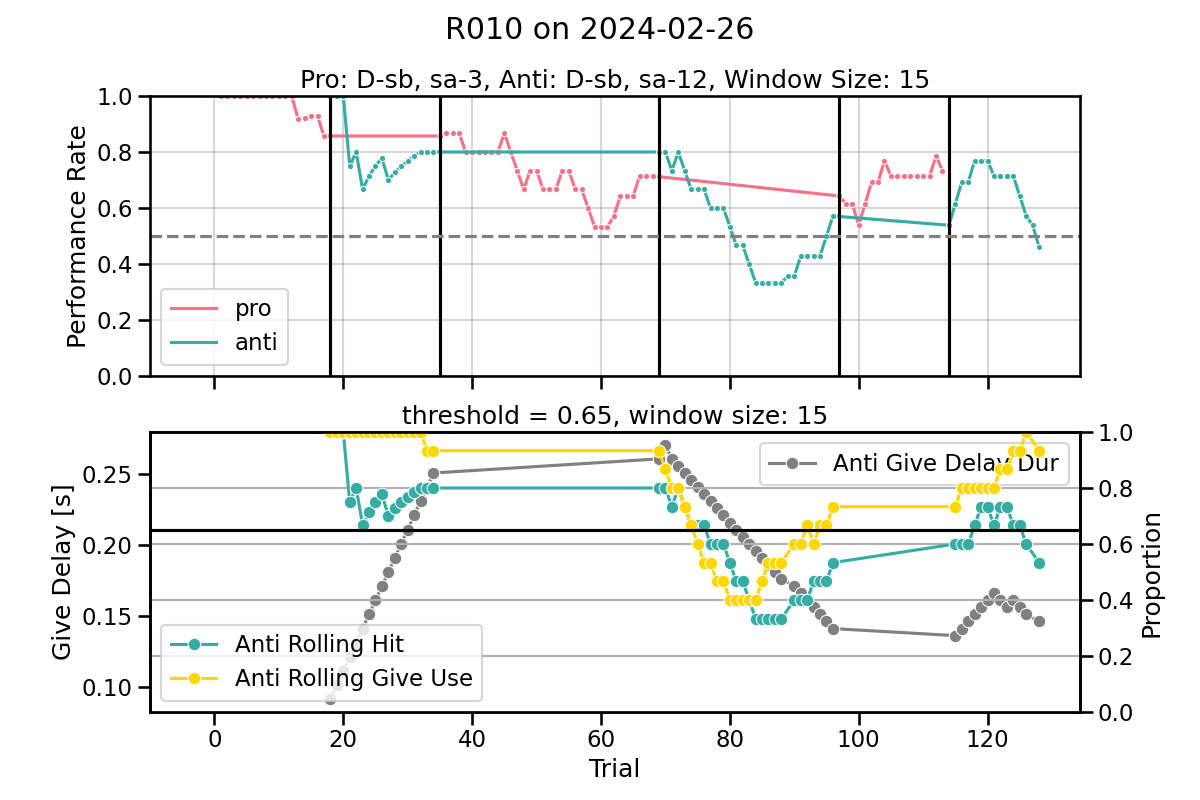 R010 on 2024-02-26
Pro: D-sb, sa-3, Anti: D-sb, sa-12, Window Size: 15
1.0
0.8
0.6
0.4
0.2
0.0
Performance Rate
pro
anti
threshold = 0.65, window size: 15
0.25
0.20
0.15
0.10
Give Delay [s]
Anti Give Delay Dur
Anti Rolling Hit
Anti Rolling Give Use
1.0
0.8
0.6
0.4
0.2
0.0
Proportion
0 20 40 60 80 100 120
Trial